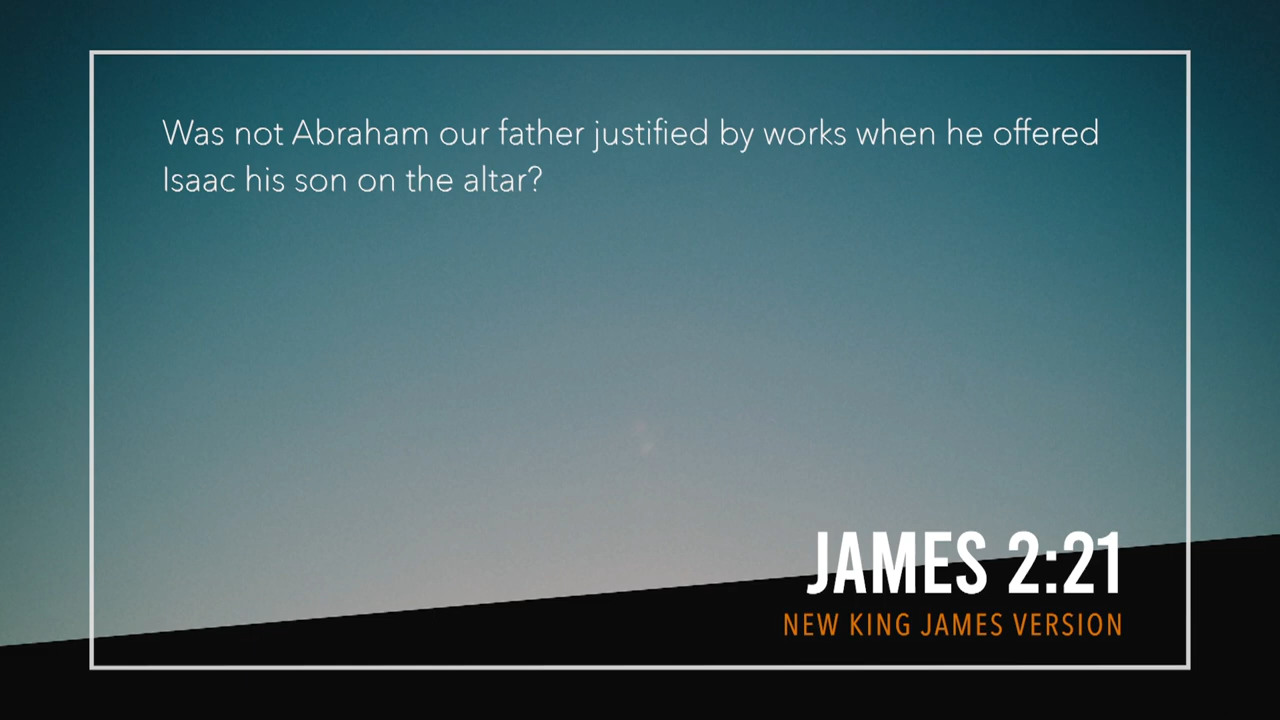 Was not Abraham our father justified by works when he offered
Isaac his son on the altar?
JAMES 2:21
NEW KING JAMES VERSION